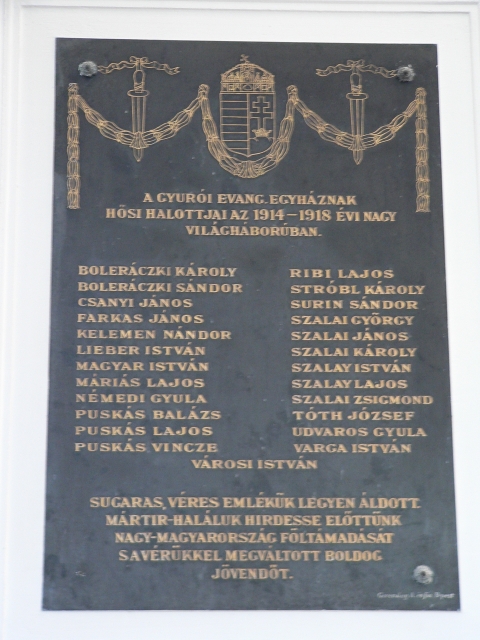 A GYURÓI EVANG. EGYHÁZNAK
HŐSI HALOTTJAI AZ 1914-1918 ÉVI NAGY
VILÁGHÁBORÚBAN.
BOLERÁCZKI KÁROLY
BOLERÁCZKI SÁNDOR
CSANYI JÁNOS
FARKAS JÁNOS
KELEMEN NÁNDOR
LIEBER ISTVÁN
MAGYAR ISTVÁN
MÁRIÁS LAJOS
NÉMEDI GYULA
PUSKÁS BALÁZS
PUSKÁS LAJOS
PUSKÁS VINCZE
RIBI LAJOS
STRÓBL KÁROLY
SURIN SÁNDOR
SZALAI GYÖRGY
SZALAI JÁNOS
SZALAI KÁROLY
SZALAY ISTVÁN
SZALAY LAJOS
SZALAI ZSIGMOND
TÓTH JÓZSEF
UDVAROS GYULA
VARGA ISTVÁN
VÁROSI ISTVÁN
SUGARAS, VÉRES EMLÉKÜK LEGYEN ÁLDOTT.
MÁRTIR-HALÁLUK HIRDESSE ELŐTTÜNK
NAGY-MAGYARORSZÁG FÖLTÁMADÁSÁT
S A VÉRÜKKEL MEGVÁLTOTT BOLDOG
JÖVENDŐT.